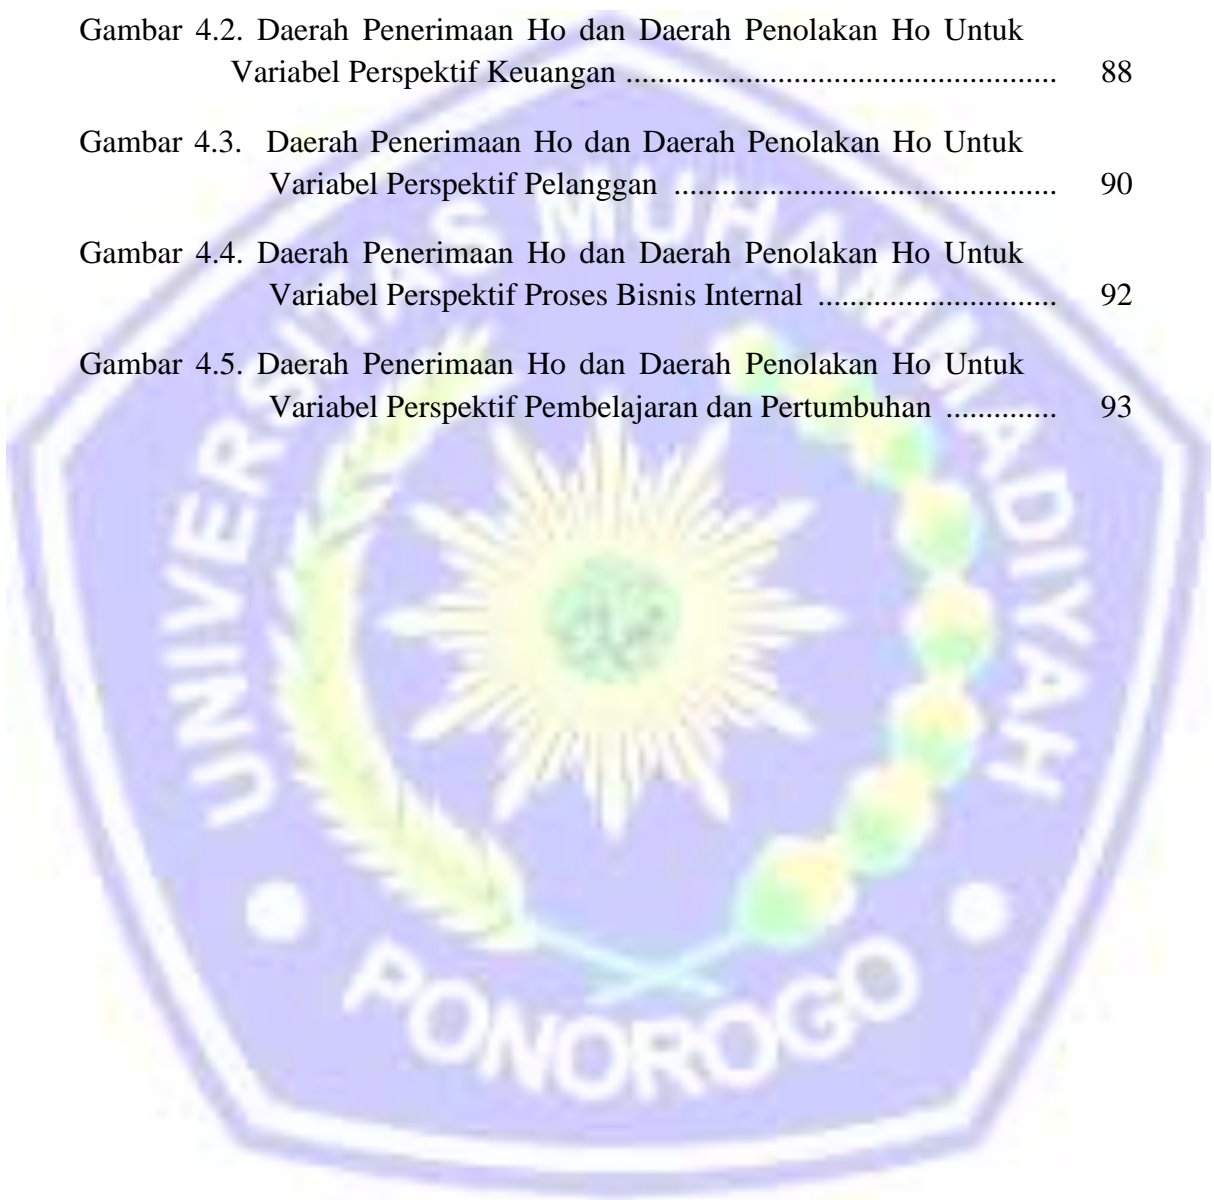 Gambar 4.2. Daerah Penerimaan Ho dan Daerah Penolakan Ho Untuk
Variabel Perspektif Keuangan ................................................... 88
Gambar 4.3. Daerah Penerimaan Ho dan Daerah Penolakan Ho Untuk
Variabel Perspektif Pelanggan ............................................. 90
Gambar 4.4. Daerah Penerimaan Ho dan Daerah Penolakan Ho Untuk
Variabel Perspektif Proses Bisnis Internal ............................ 92
Gambar 4.5. Daerah Penerimaan Ho dan Daerah Penolakan Ho Untuk
Variabel Perspektif Pembelajaran dan Pertumbuhan ............. 93
UNIVERSITAS MUHAMMADIYAH
PONOROGO